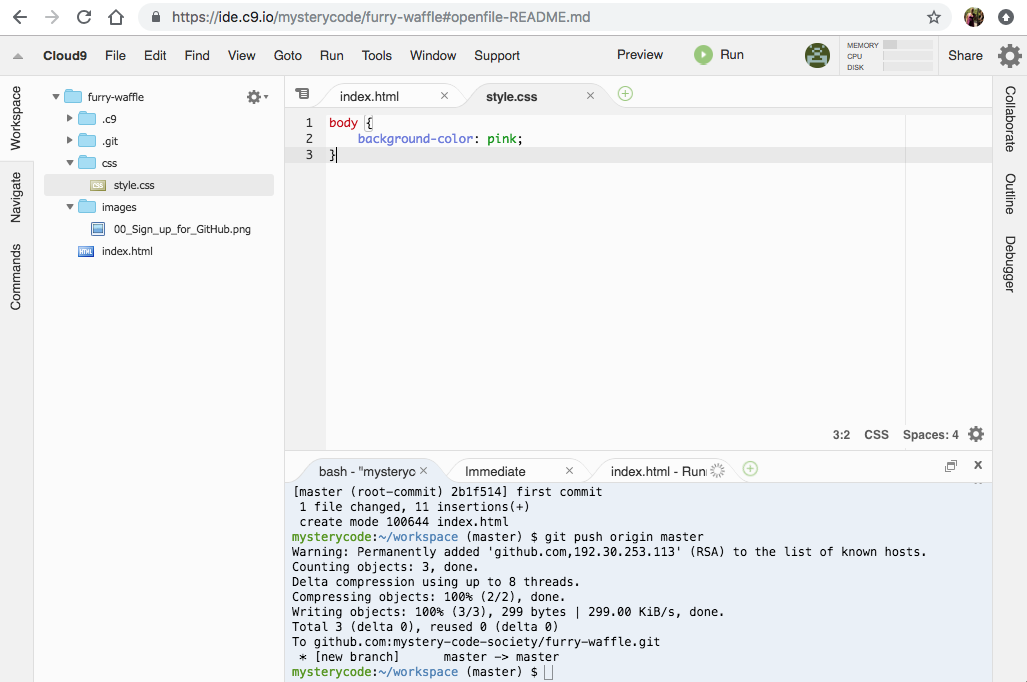 https://ide.c9.io/mysterycode/furry-waffle#openfile-README.md
Cloud9 File Edit Find View Goto Run Tools Window Support Preview Run MEMORY CPU DISK Share
Workspace
Navigate
Commands
furry-waffle
.c9
.git
css
style.css
images
00_Sign_up_for_GitHub.png
HTML index.html
index.html style.css
1 body {
2 background-color: pink;
3 }
3:2 CSS Spaces: 4
Collaborate
Outline
Debugger
bash - "mysteryc Immediate index.html - Run
[master (root-commit) 2b1f514] first commit
1 file changed, 11 insertions(+)
create mode 100644 index.html
mysterycode:~/workspace (master) $ git push origin master
Warning: Permanently added 'github.com,192.30.253.113' (RSA) to the list of known hosts.
Counting objects: 3, done.
Delta compression using up to 8 threads.
Compressing objects: 100% (2/2), done.
Writing objects: 100% (3/3), 299 bytes | 299.00 KiB/s, done.
Total 3 (delta 0), reused 0 (delta 0)
To github.com:mystery-code-society/furry-waffle.git
* [new branch] master -> master
mysterycode:~/workspace (master) $